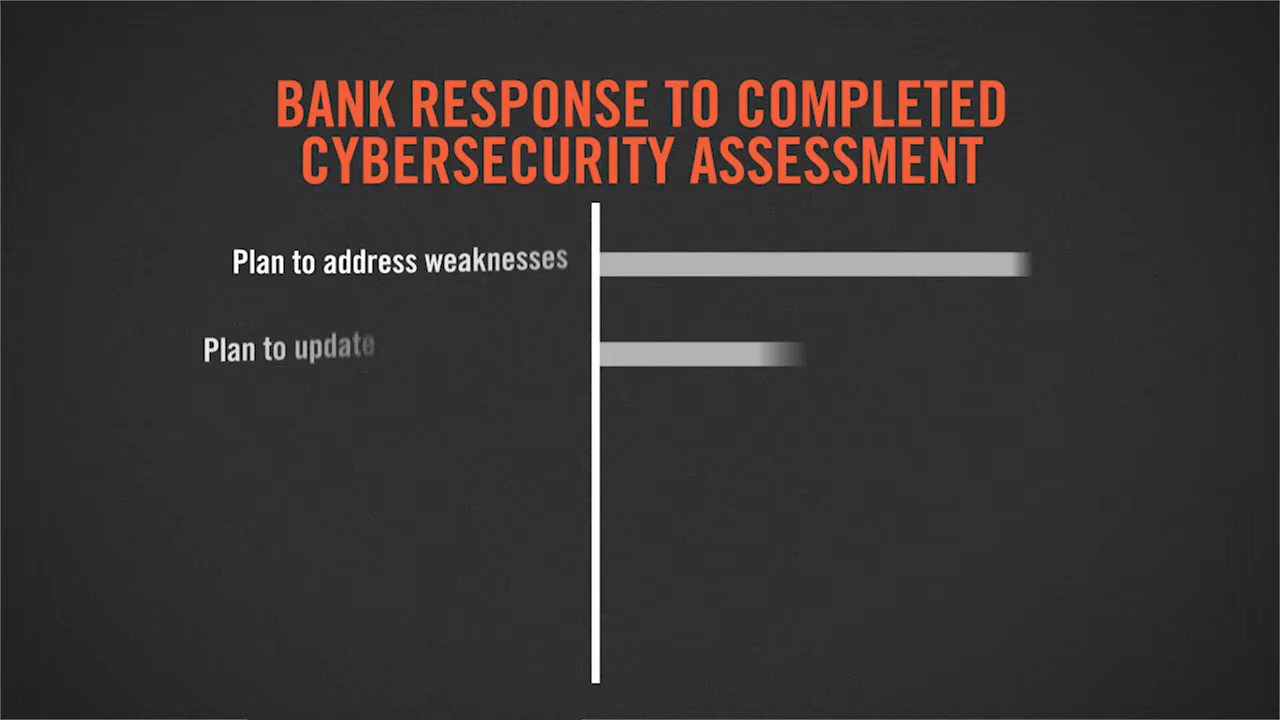 BANK RESPONSE TO COMPLETED
CYBERSECURITY ASSESSMENT
Plan to address weaknesses
Plan to update